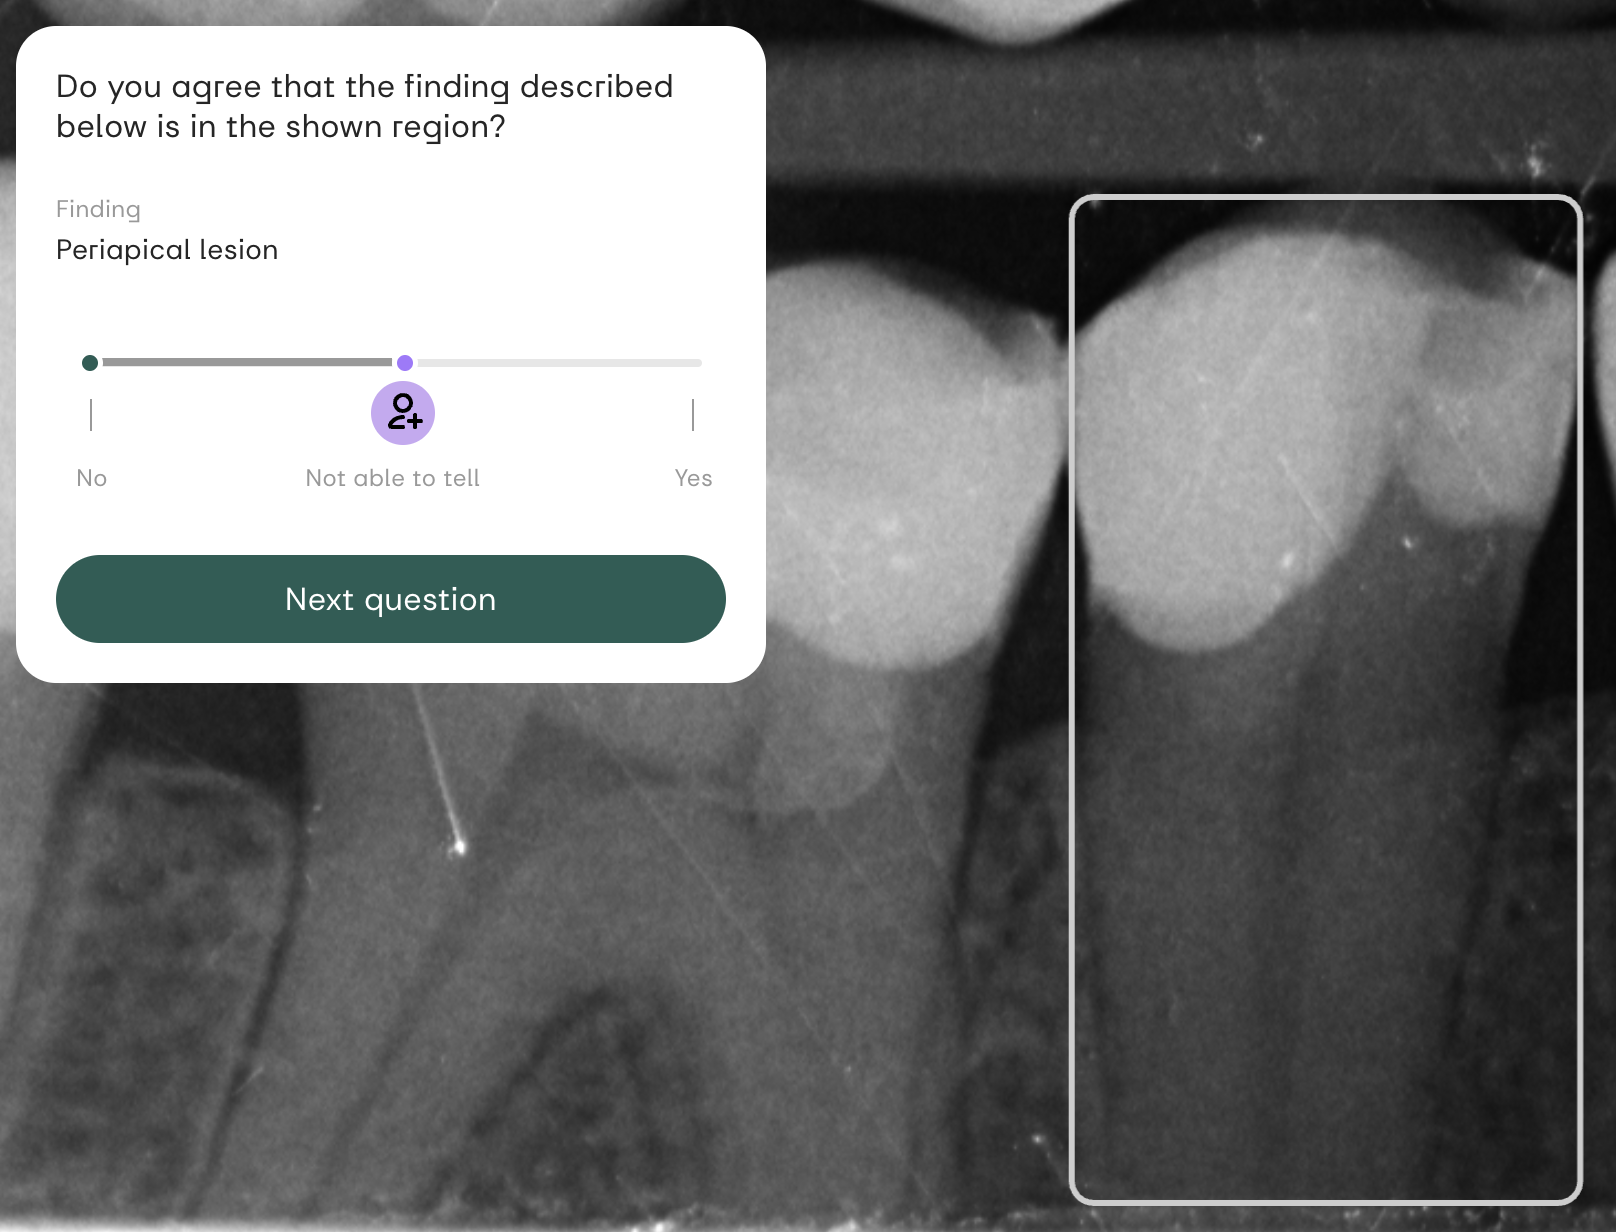 Do you agree that the finding described
below is in the shown region?
Finding
Periapical lesion
No
Not able to tell
Yes
Next question